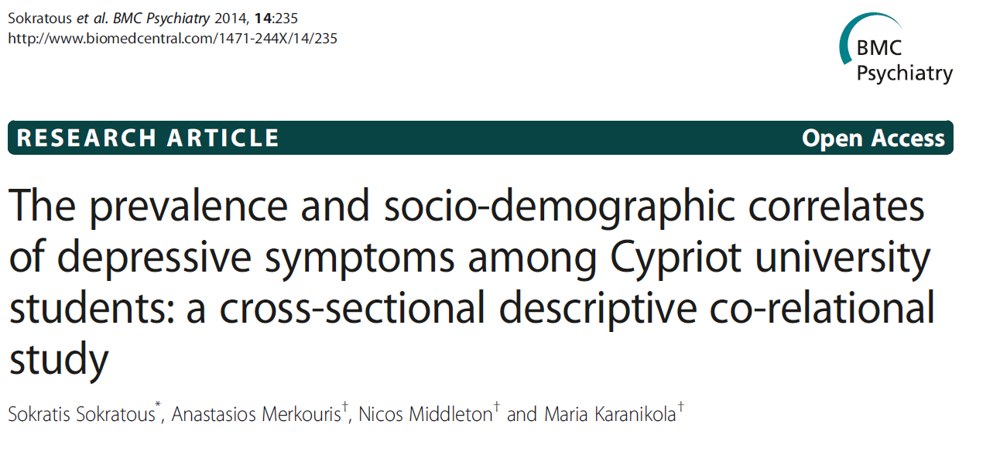 Sokratous et al. BMC Psychiatry 2014, 14:235
http://www.biomedcentral.com/1471-244X/14/235
BMC
Psychiatry
RESEARCH ARTICLE
Open Access
The prevalence and socio-demographic correlates
of depressive symptoms among Cypriot university
students: a cross-sectional descriptive co-relational
study
Sokratis Sokratous*, Anastasios Merkouris†, Nicos Middleton† and Maria Karanikola†